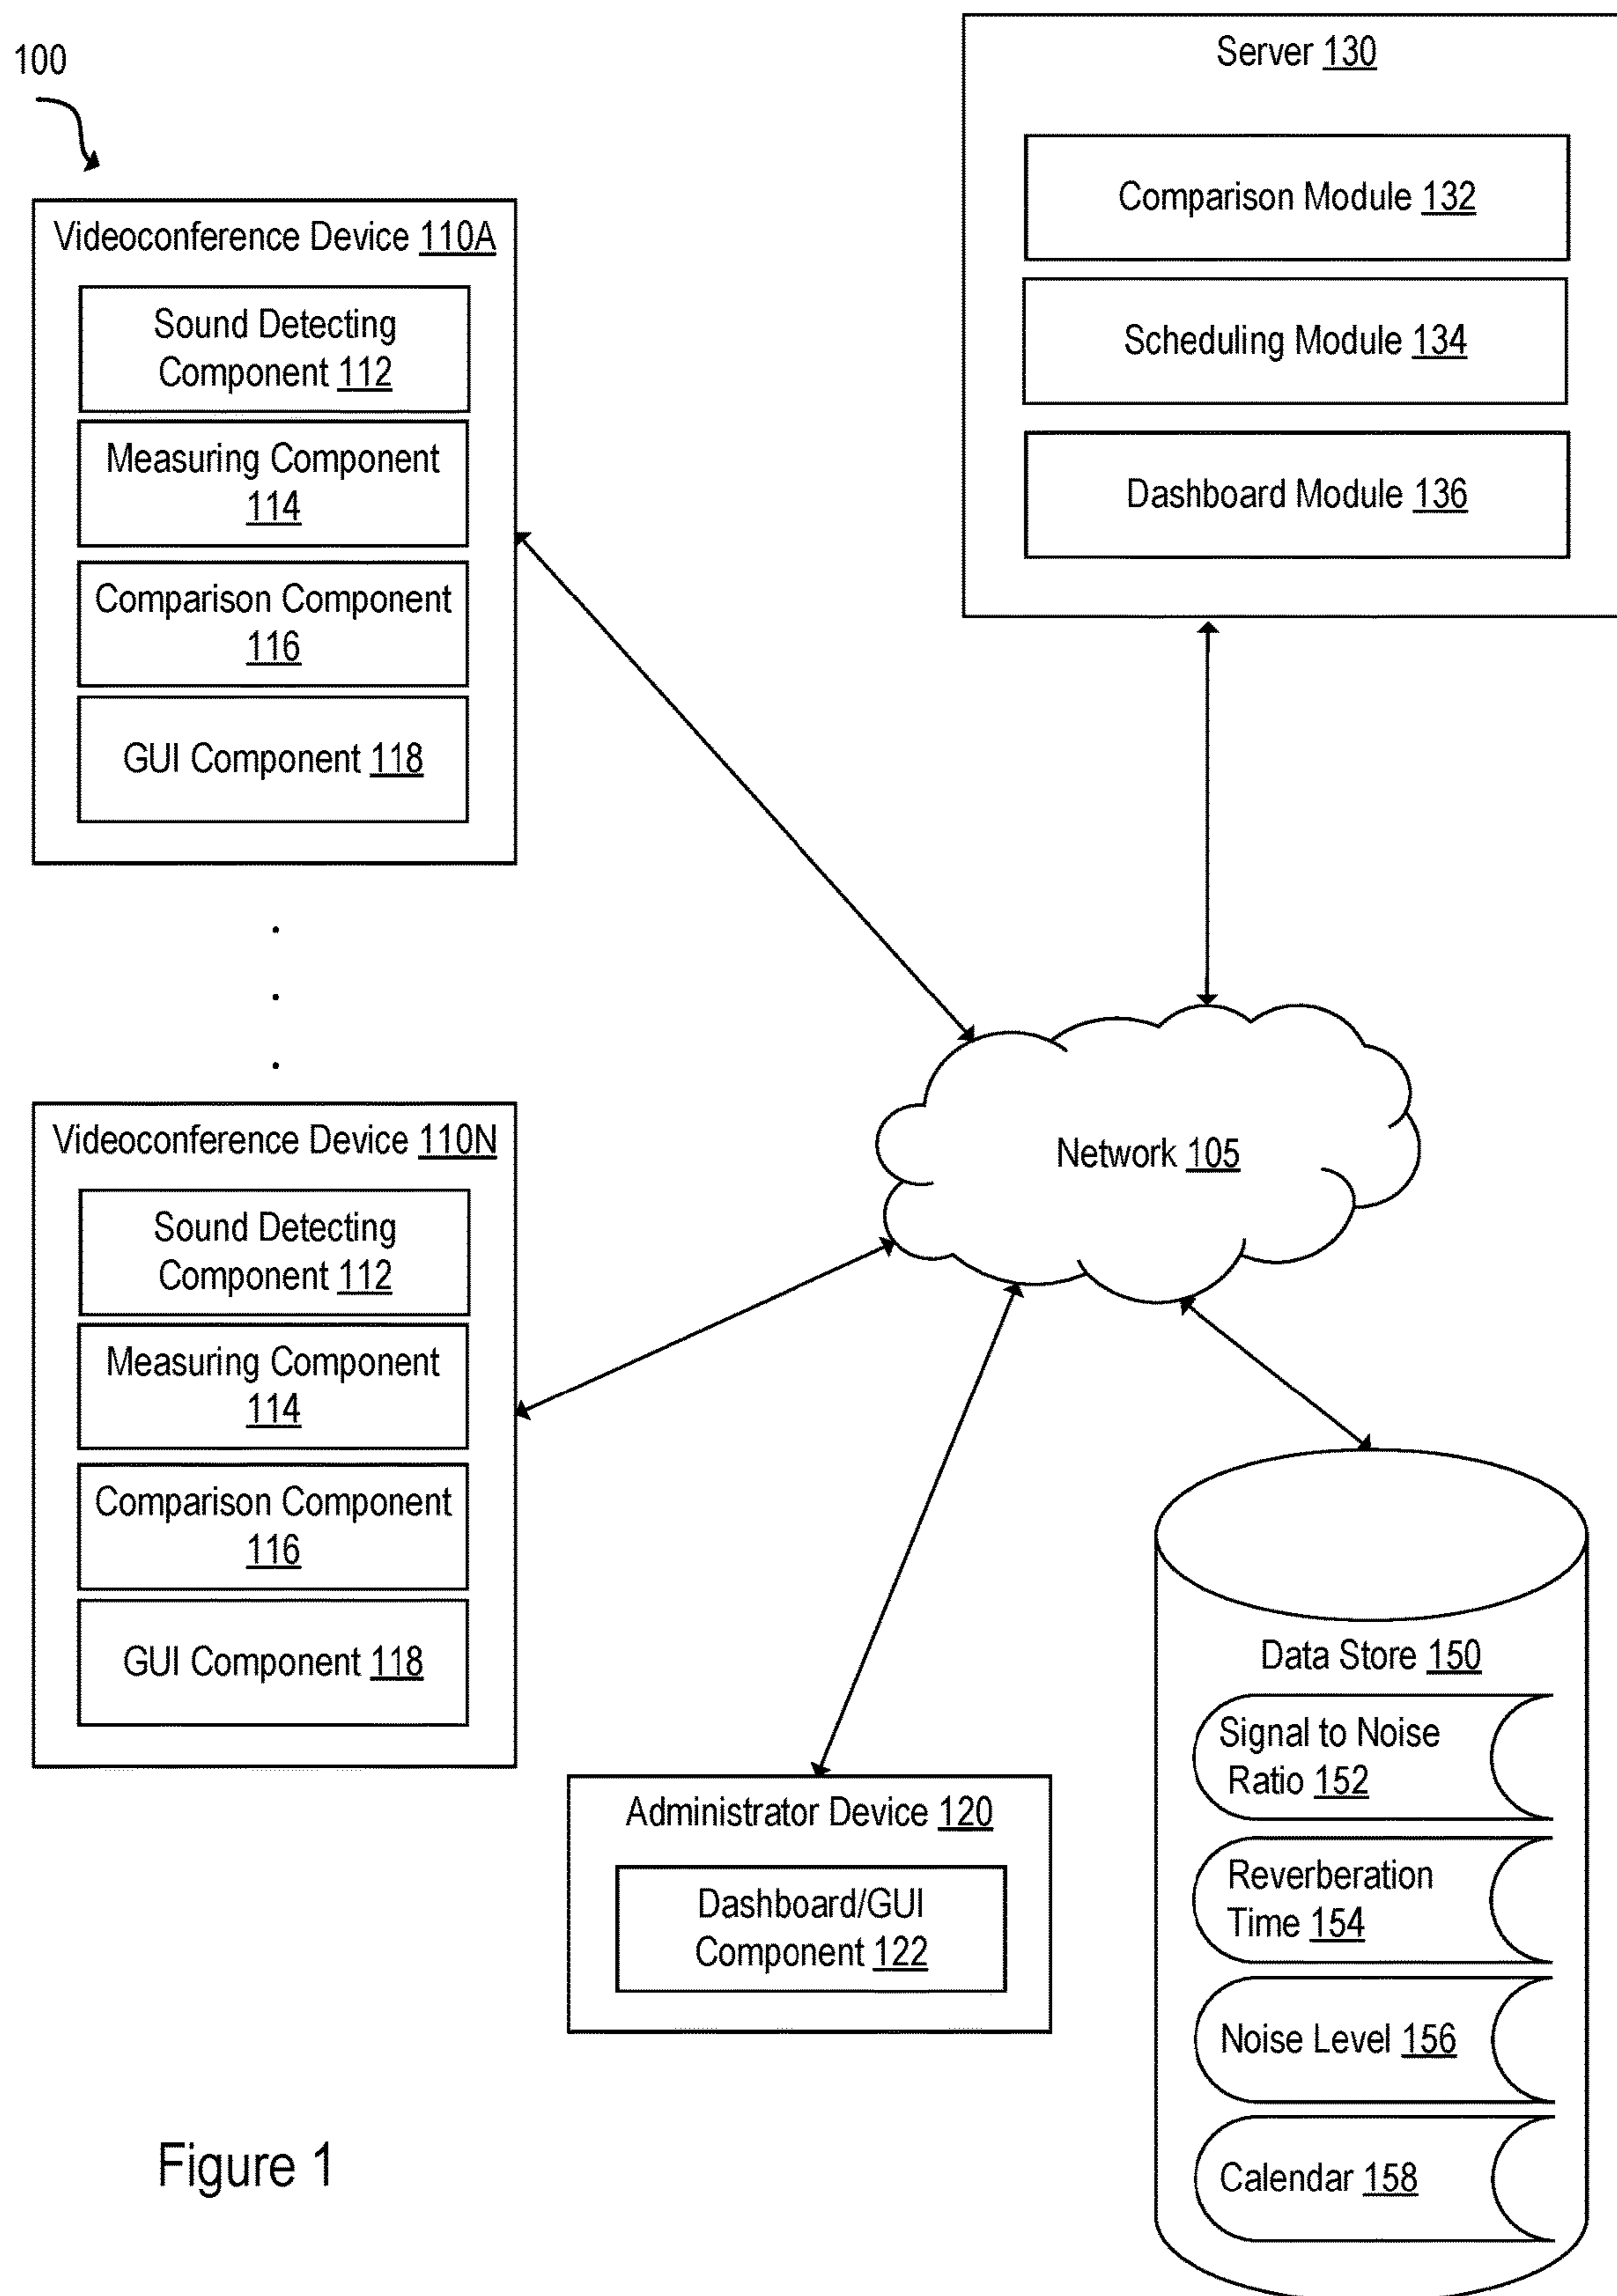 100
Server 130
Comparison Module 132
Scheduling Module 134
Dashboard Module 136
Videoconference Device 110A
Sound Detecting
Component 112
Measuring Component
114
Comparison Component
116
GUI Component 118
.
.
.
Videoconference Device 110N
Sound Detecting
Component 112
Measuring Component
114
Comparison Component
116
GUI Component 118
Network 105
Administrator Device 120
Dashboard/GUI
Component 122
Data Store 150
Signal to Noise
Ratio 152
Reverberation
Time 154
Noise Level 156
Calendar 158
Figure 1